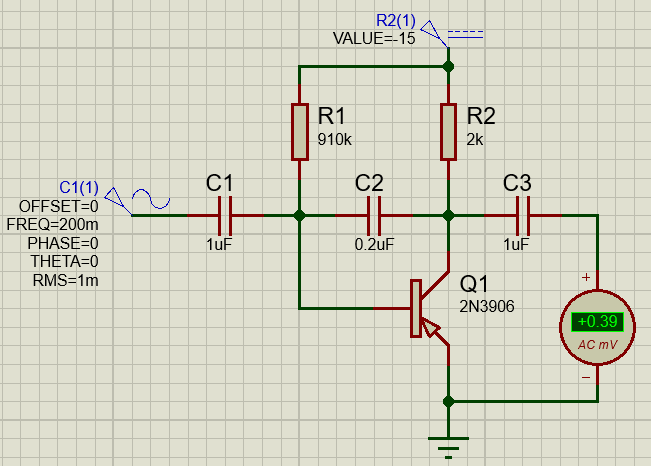 R2(1)
VALUE=-15
R1
910k
R2
2k
C1(1)
OFFSET=0
FREQ=200m
PHASE=0
THETA=0
RMS=1m
C1
1uF
C2
0.2uF
C3
1uF
Q1
2N3906
+
+0.39
AC mV
−